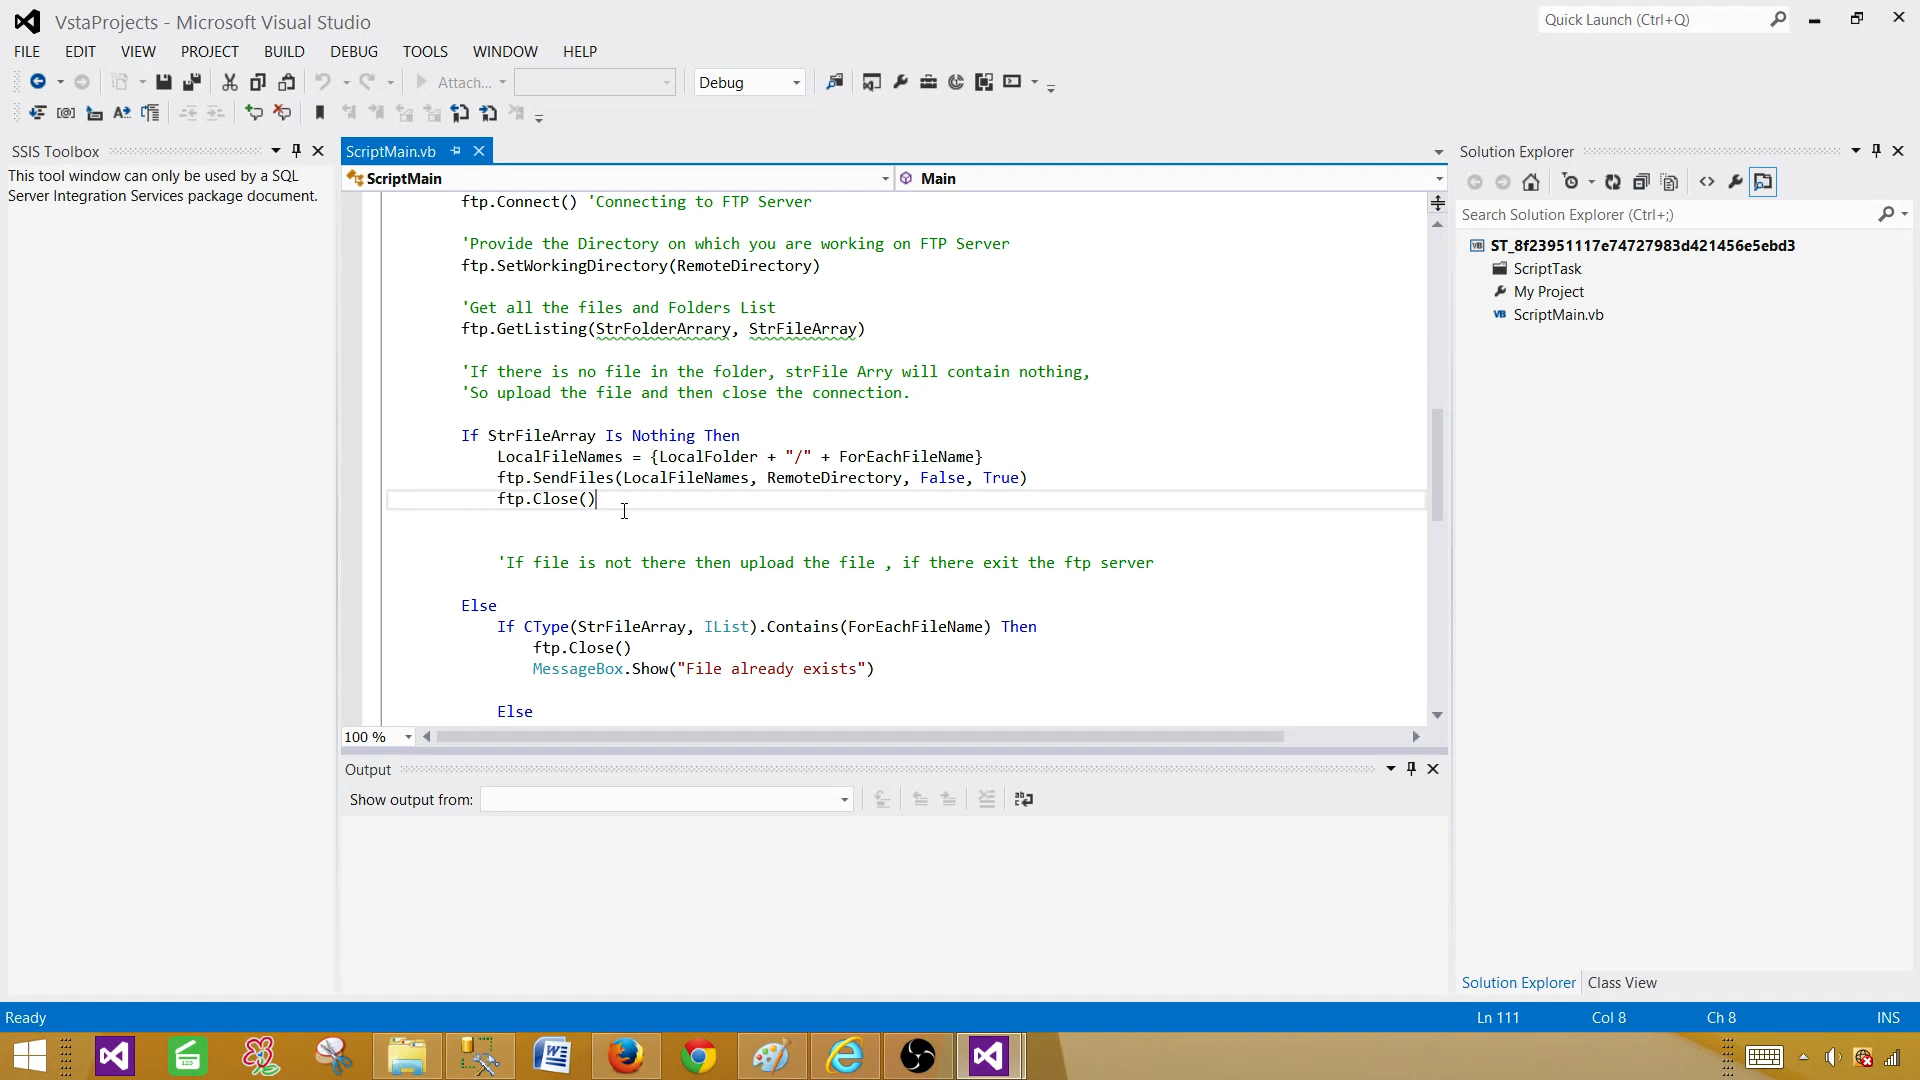 VstaProjects - Microsoft Visual Studio
Quick Launch (Ctrl+Q)
FILE EDIT VIEW PROJECT BUILD DEBUG TOOLS WINDOW HELP
Attach...
Debug
SSIS Toolbox
This tool window can only be used by a SQL
Server Integration Services package document.
ScriptMain.vb
ScriptMain
Main
ftp.Connect() 'Connecting to FTP Server
'Provide the Directory on which you are working on FTP Server
ftp.SetWorkingDirectory(RemoteDirectory)
'Get all the files and Folders List
ftp.GetListing(StrFolderArrary, StrFileArray)
'If there is no file in the folder, strFile Arry will contain nothing,
'So upload the file and then close the connection.
If StrFileArray Is Nothing Then
LocalFileNames = {LocalFolder + "/" + ForEachFileName}
ftp.SendFiles(LocalFileNames, RemoteDirectory, False, True)
ftp.Close()
'If file is not there then upload the file , if there exit the ftp server
Else
If CType(StrFileArray, IList).Contains(ForEachFileName) Then
ftp.Close()
MessageBox.Show("File already exists")
Else
100 %
Output
Show output from:
Solution Explorer
Search Solution Explorer (Ctrl+;)
VB ST_8f23951117e74727983d421456e5ebd3
ScriptTask
My Project
VB ScriptMain.vb
Solution Explorer
Class View
Ready
Ln 111
Col 8
Ch 8
INS